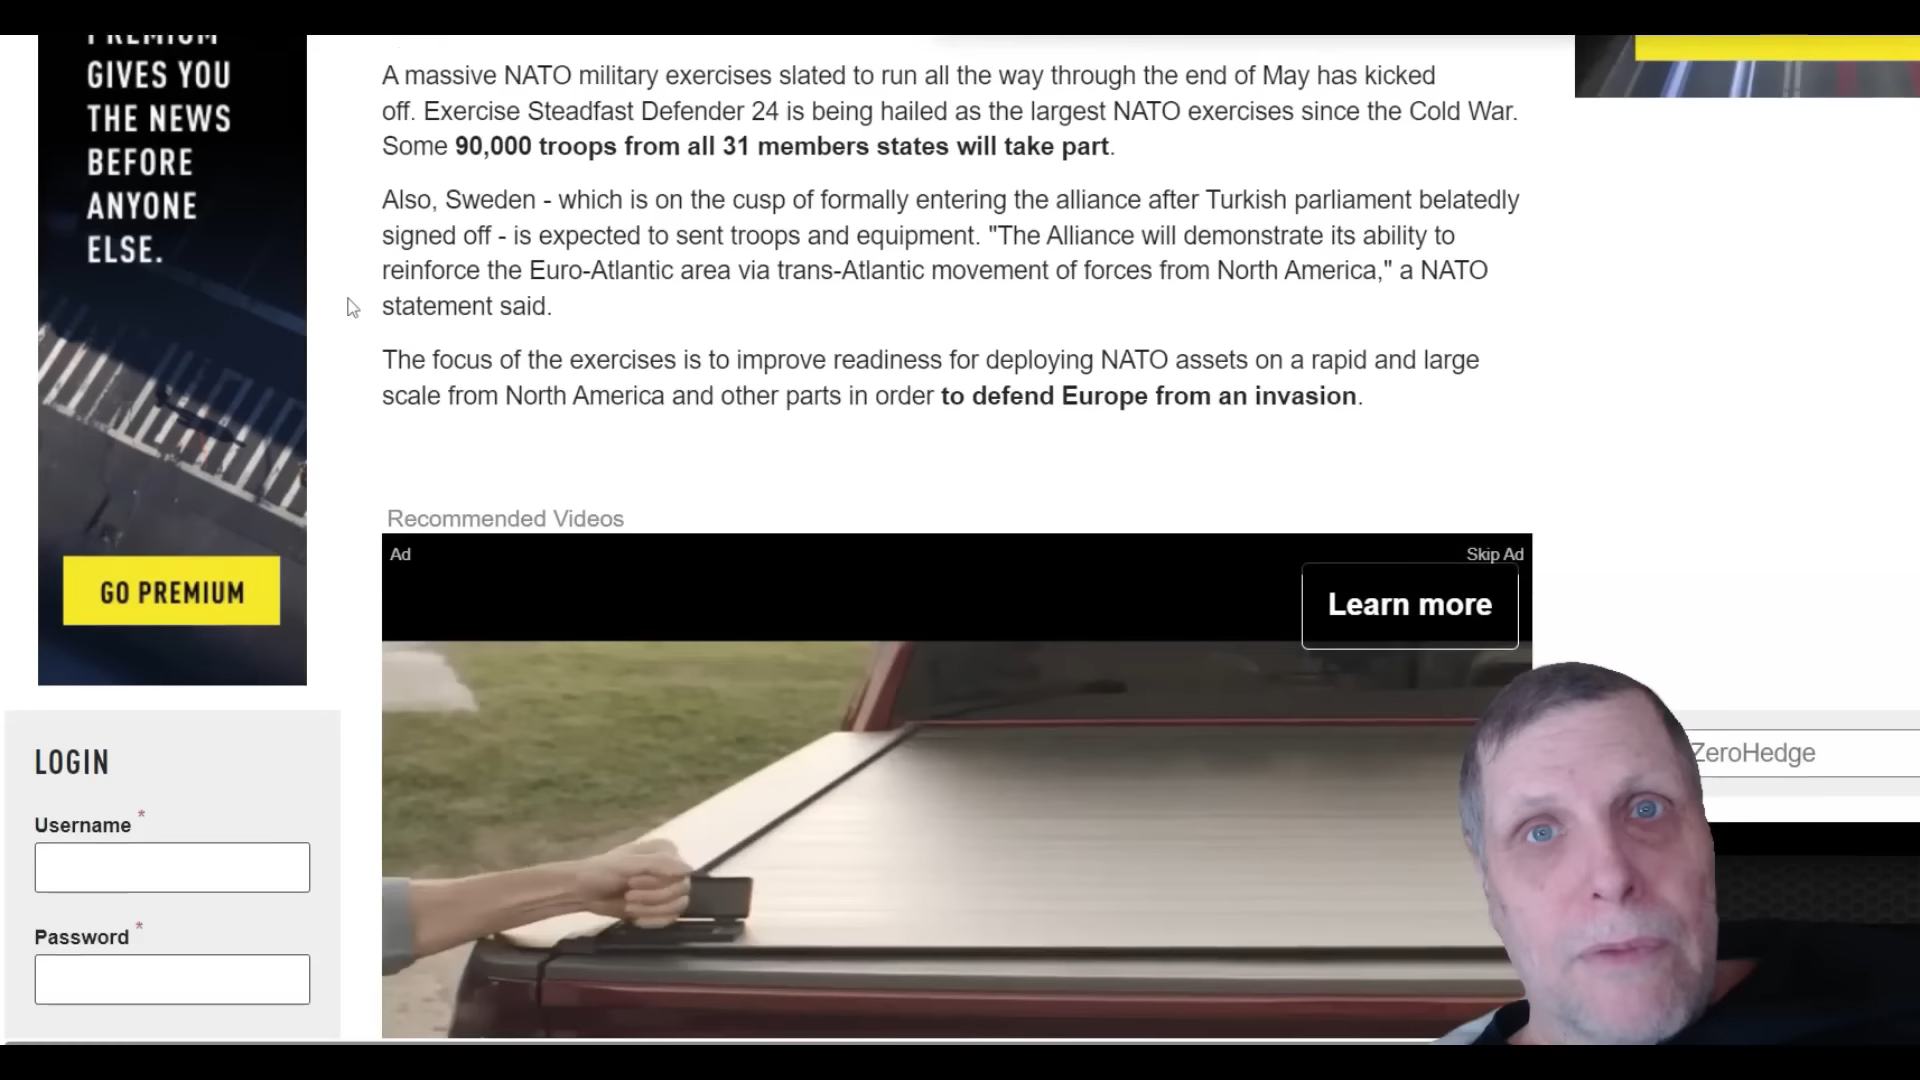 PREMIUM
GIVES YOU
THE NEWS
BEFORE
ANYONE
ELSE.
GO PREMIUM
A massive NATO military exercises slated to run all the way through the end of May has kicked
off. Exercise Steadfast Defender 24 is being hailed as the largest NATO exercises since the Cold War.
Some 90,000 troops from all 31 members states will take part.
Also, Sweden - which is on the cusp of formally entering the alliance after Turkish parliament belatedly
signed off - is expected to sent troops and equipment. "The Alliance will demonstrate its ability to
reinforce the Euro-Atlantic area via trans-Atlantic movement of forces from North America," a NATO
statement said.
The focus of the exercises is to improve readiness for deploying NATO assets on a rapid and large
scale from North America and other parts in order to defend Europe from an invasion.
Recommended Videos
Ad
Skip Ad
Learn more
LOGIN
Username *
Password *
ZeroHedge